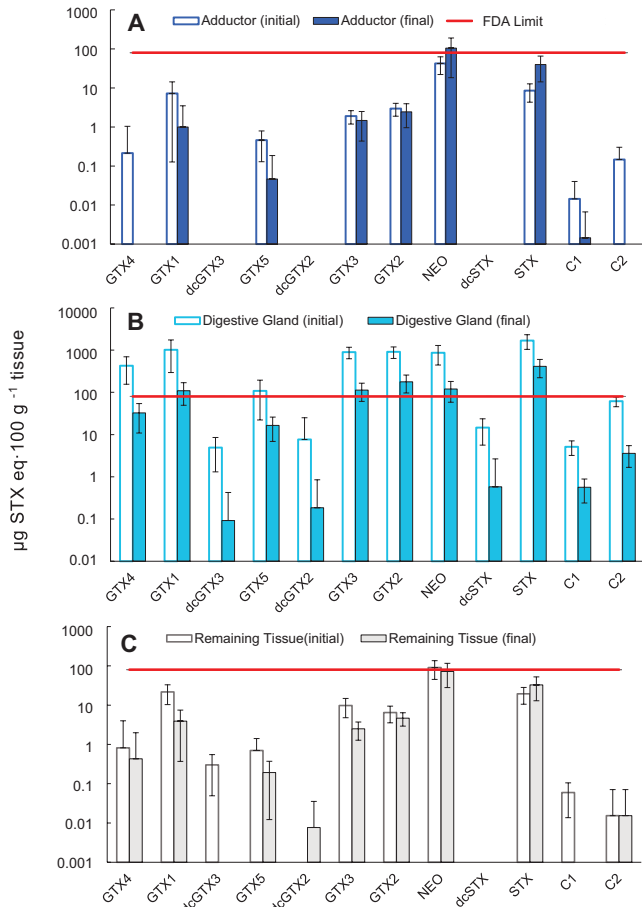 A
Adductor (initial) Adductor (final) FDA Limit
1000
100
10
1
0.1
0.01
0.001
GTX4 GTX1 dcGTX3 GTX5 dcGTX2 GTX3 GTX2 NEO dcSTX STX C1 C2
µg STX eq·100 g⁻¹ tissue
B
Digestive Gland (initial) Digestive Gland (final)
10000
1000
100
10
1
0.1
0.01
GTX4 GTX1 dcGTX3 GTX5 dcGTX2 GTX3 GTX2 NEO dcSTX STX C1 C2
C
Remaining Tissue(initial) Remaining Tissue (final)
1000
100
10
1
0.1
0.01
0.001
GTX4 GTX1 dcGTX3 GTX5 dcGTX2 GTX3 GTX2 NEO dcSTX STX C1 C2